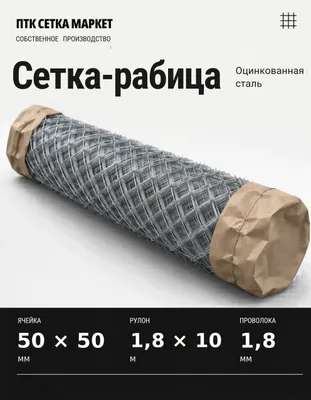 ПТК СЕТКА МАРКЕТ
СОБСТВЕННОЕ ПРОИЗВОДСТВО
Сетка-рабица
Оцинкованная
сталь
ЯЧЕЙКА РУЛОН ПРОВОЛОКА
50 × 50 1,8 × 10 1,8
ММ М ММ